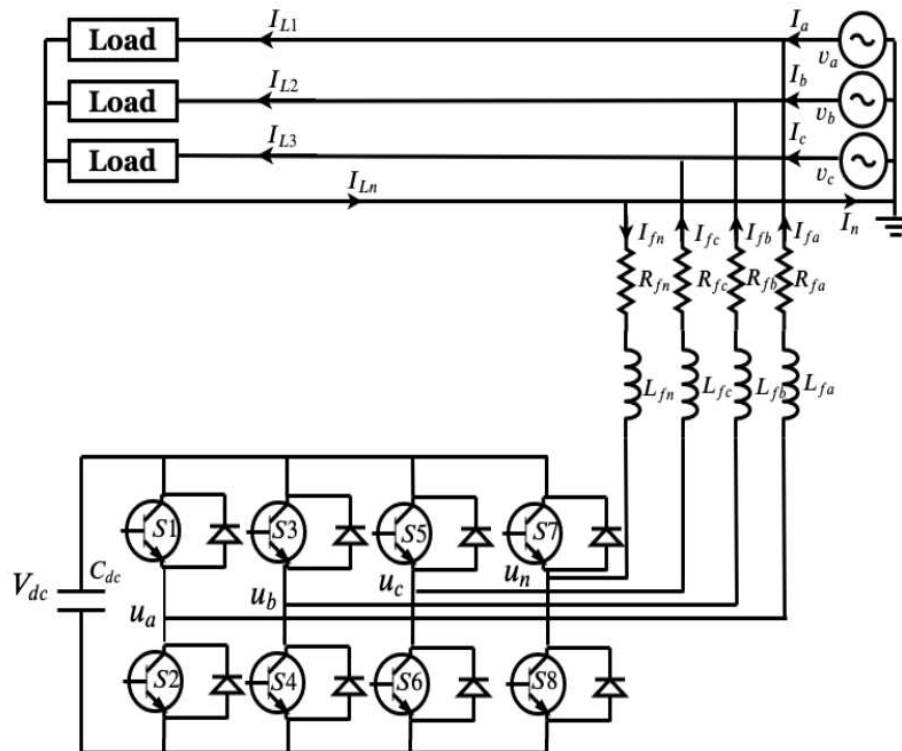 Load I_{L1} I_a
v_a
Load I_{L2} I_b
v_b
Load I_{L3} I_c
v_c
I_{Ln} I_n
I_{fn} I_{fc} I_{fb} I_{fa}
R_{fn} R_{fc} R_{fb} R_{fa}
L_{fn} L_{fc} L_{fb} L_{fa}
S1 S3 S5 S7
V_{dc} C_{dc} u_a u_b u_c u_n
S2 S4 S6 S8